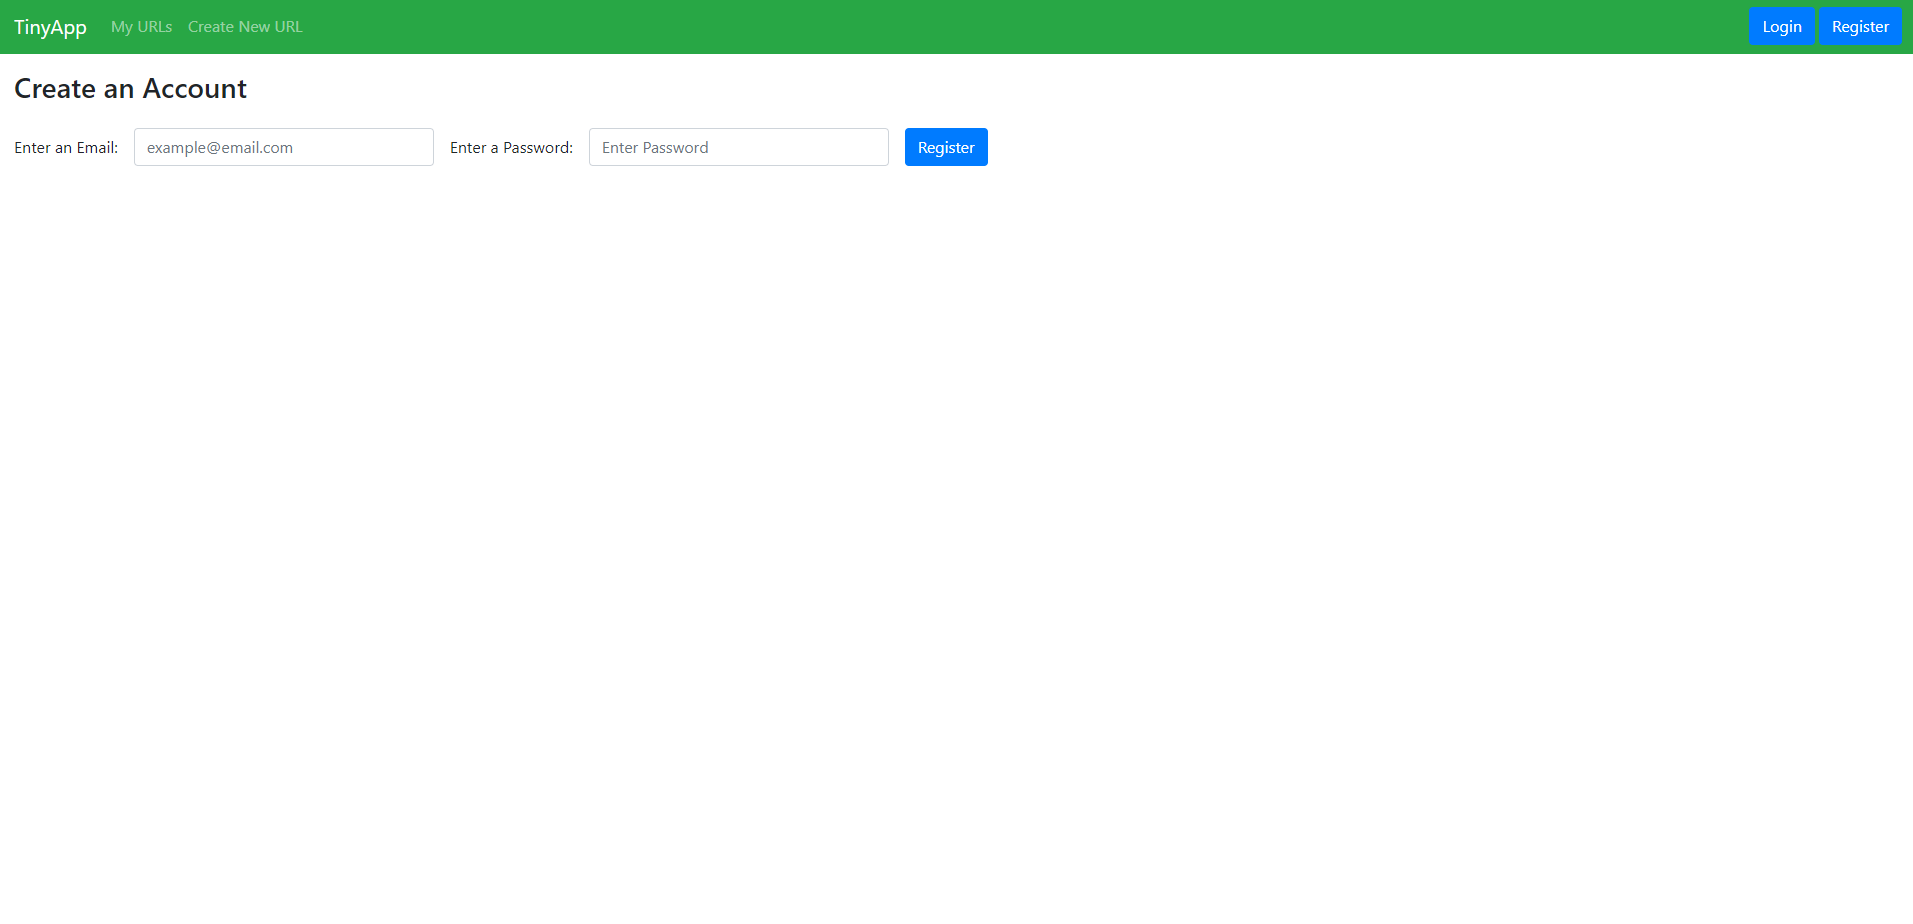 TinyApp My URLs Create New URL Login Register
Create an Account
Enter an Email: example@email.com Enter a Password: Enter Password Register